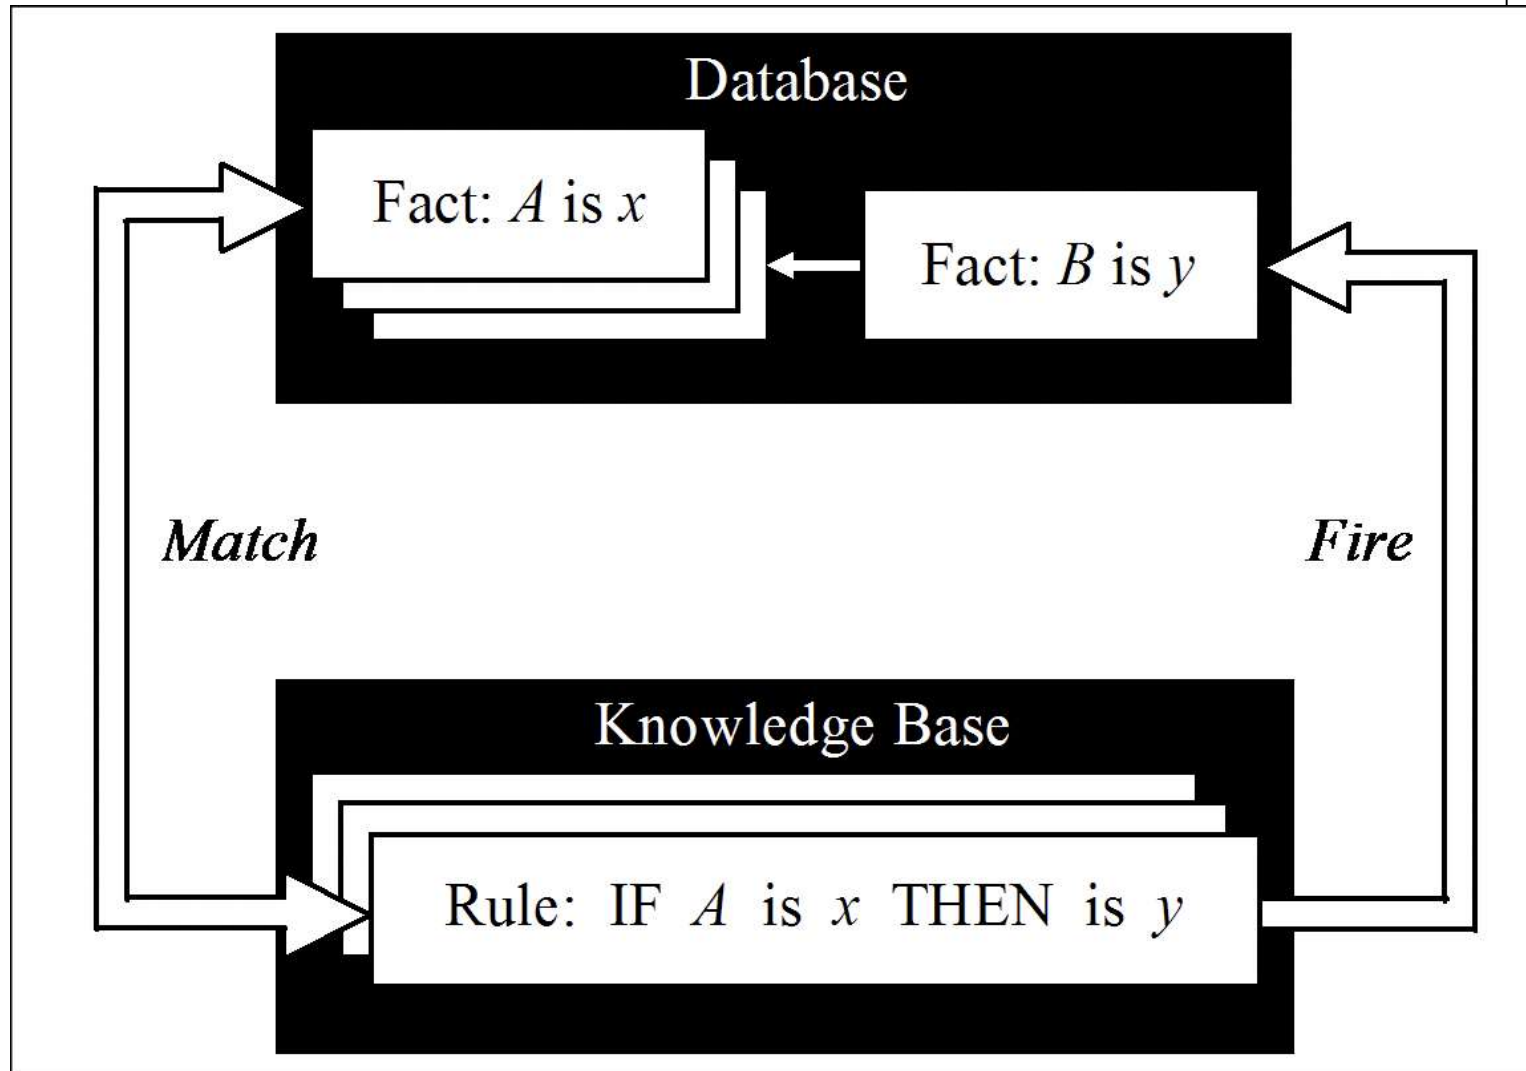 Database
Fact: A is x
Fact: B is y
Match
Fire
Knowledge Base
Rule: IF A is x THEN is y